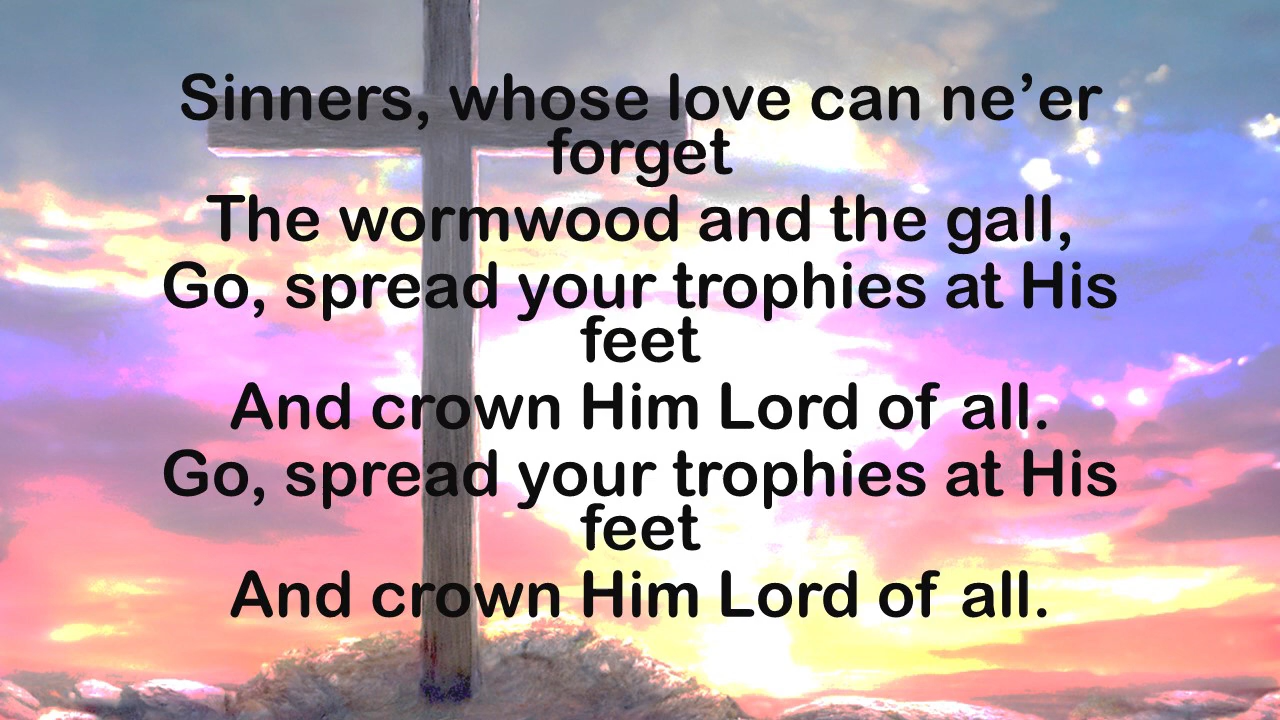 Sinners, whose love can ne’er
forget
The wormwood and the gall,
Go, spread your trophies at His
feet
And crown Him Lord of all.
Go, spread your trophies at His
feet
And crown Him Lord of all.